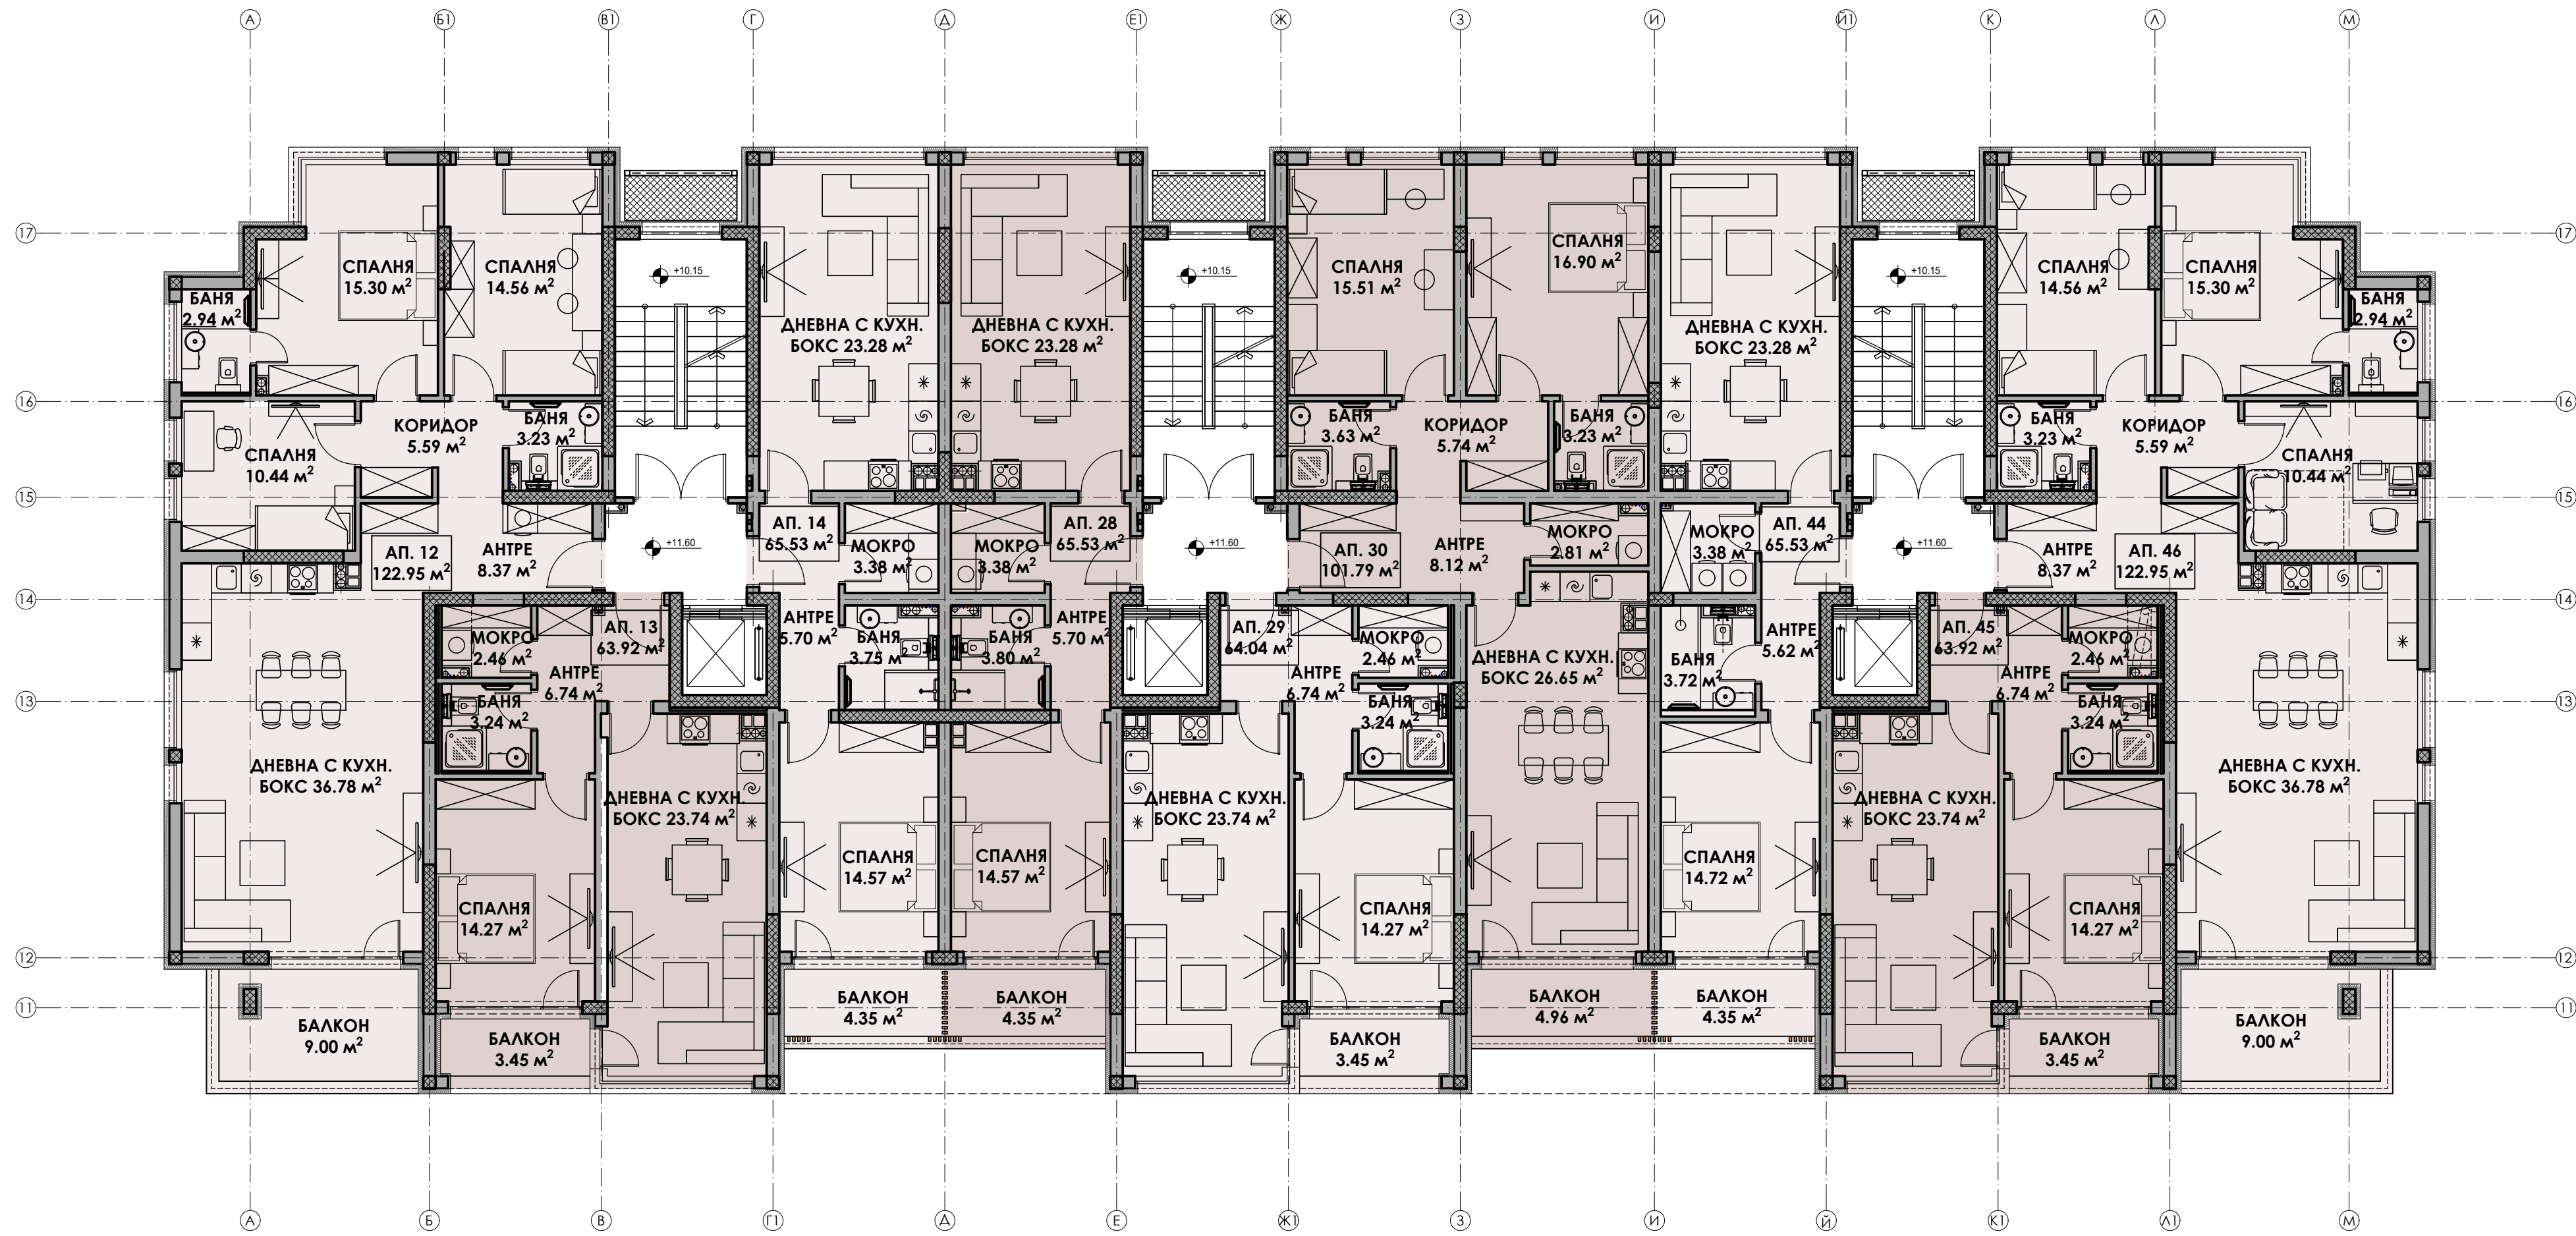 А Б1 В1 Г Д Е1 Ж З И Й1 К Л М
17
17
16
16
15
15
14
14
13
13
12
12
11
11
СПАЛНЯ
15.30 м²
СПАЛНЯ
14.56 м²
БАНЯ
2.94 м²
СПАЛНЯ
10.44 м²
КОРИДОР
5.59 м²
БАНЯ
3.23 м²
АП. 12
122.95 м²
АНТРЕ
8.37 м²
ДНЕВНА С КУХН.
БОКС 36.78 м²
БАЛКОН
9.00 м²
+10.15
+11.60
АП. 13
63.92 м²
МОКРО
2.46 м²
АНТРЕ
6.74 м²
БАНЯ
3.24 м²
ДНЕВНА С КУХН.
БОКС 23.74 м²
СПАЛНЯ
14.27 м²
БАЛКОН
3.45 м²
ДНЕВНА С КУХН.
БОКС 23.28 м²
АП. 14
65.53 м²
МОКРО
3.38 м²
АНТРЕ
5.70 м²
БАНЯ
3.75 м²
СПАЛНЯ
14.57 м²
БАЛКОН
4.35 м²
ДНЕВНА С КУХН.
БОКС 23.28 м²
МОКРО
3.38 м²
АП. 28
65.53 м²
БАНЯ
3.80 м²
АНТРЕ
5.70 м²
СПАЛНЯ
14.57 м²
БАЛКОН
4.35 м²
+10.15
+11.60
АП. 29
64.04 м²
МОКРО
2.46 м²
АНТРЕ
6.74 м²
БАНЯ
3.24 м²
ДНЕВНА С КУХН.
БОКС 23.74 м²
СПАЛНЯ
14.27 м²
БАЛКОН
3.45 м²
СПАЛНЯ
15.51 м²
СПАЛНЯ
16.90 м²
БАНЯ
3.63 м²
КОРИДОР
5.74 м²
БАНЯ
3.23 м²
АП. 30
101.79 м²
АНТРЕ
8.12 м²
МОКРО
2.81 м²
ДНЕВНА С КУХН.
БОКС 26.65 м²
БАЛКОН
4.96 м²
ДНЕВНА С КУХН.
БОКС 23.28 м²
МОКРО
3.38 м²
АП. 44
65.53 м²
БАНЯ
3.72 м²
АНТРЕ
5.62 м²
СПАЛНЯ
14.72 м²
БАЛКОН
4.35 м²
+10.15
+11.60
АП. 45
63.92 м²
МОКРО
2.46 м²
АНТРЕ
6.74 м²
БАНЯ
3.24 м²
ДНЕВНА С КУХН.
БОКС 23.74 м²
СПАЛНЯ
14.27 м²
БАЛКОН
3.45 м²
СПАЛНЯ
14.56 м²
СПАЛНЯ
15.30 м²
БАНЯ
2.94 м²
БАНЯ
3.23 м²
КОРИДОР
5.59 м²
СПАЛНЯ
10.44 м²
АНТРЕ
8.37 м²
АП. 46
122.95 м²
ДНЕВНА С КУХН.
БОКС 36.78 м²
БАЛКОН
9.00 м²
А Б В Г1 Д Е Ж1 З И Й К1 Л1 М